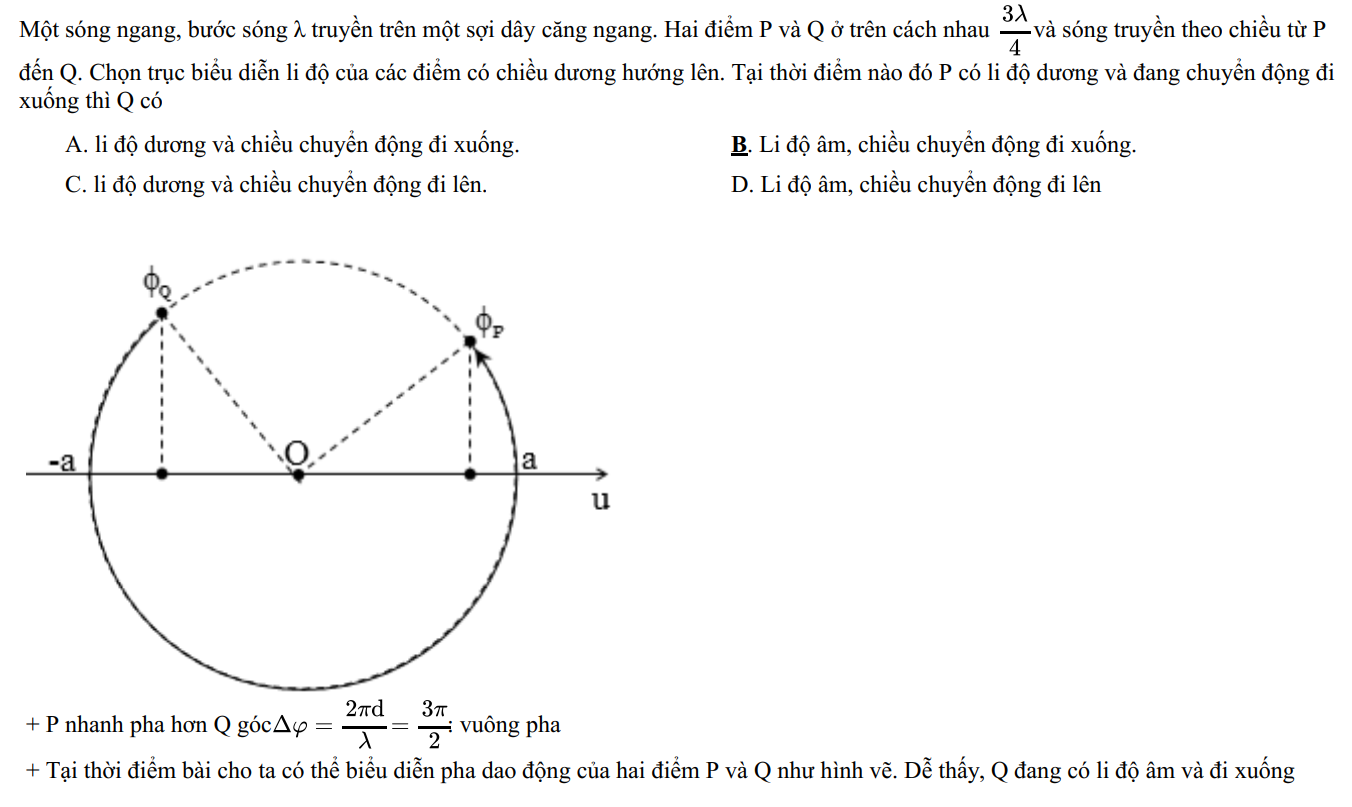 Một sóng ngang, bước sóng λ truyền trên một sợi dây căng ngang. Hai điểm P và Q ở trên cách nhau 3λ/4 và sóng truyền theo chiều từ P
đến Q. Chọn trục biểu diễn li độ của các điểm có chiều dương hướng lên. Tại thời điểm nào đó P có li độ dương và đang chuyển động đi
xuống thì Q có
A. li độ dương và chiều chuyển động đi xuống. B. Li độ âm, chiều chuyển động đi xuống.
C. li độ dương và chiều chuyển động đi lên. D. Li độ âm, chiều chuyển động đi lên
ϕQ
ϕP
-a O a
u
+ P nhanh pha hơn Q gócΔφ = 2πd/λ = 3π/2; vuông pha
+ Tại thời điểm bài cho ta có thể biểu diễn pha dao động của hai điểm P và Q như hình vẽ. Dễ thấy, Q đang có li độ âm và đi xuống